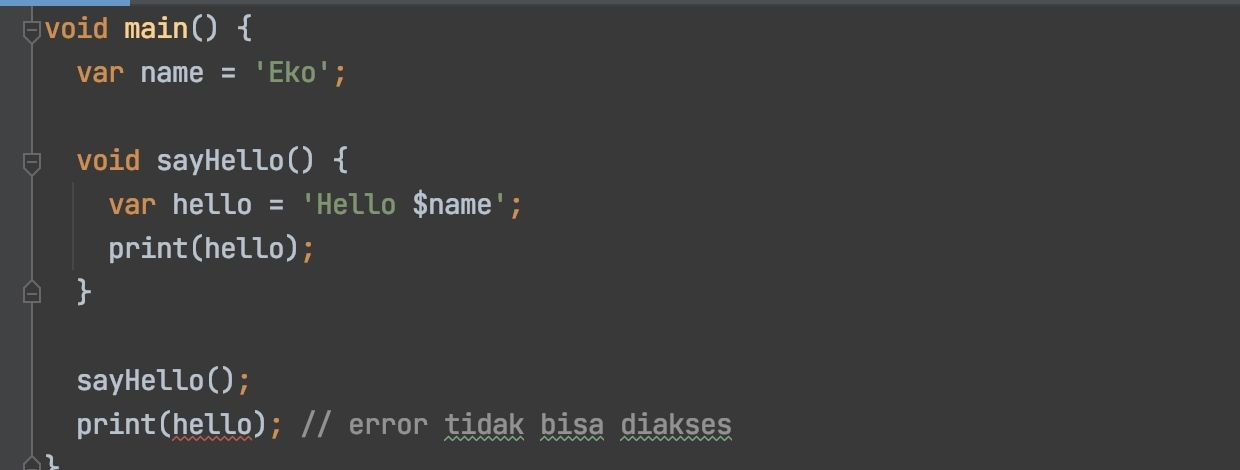 void main() {
  var name = 'Eko';
  void sayHello() {
    var hello = 'Hello $name';
    print(hello);
  }
  sayHello();
  print(hello); // error tidak bisa diakses
}